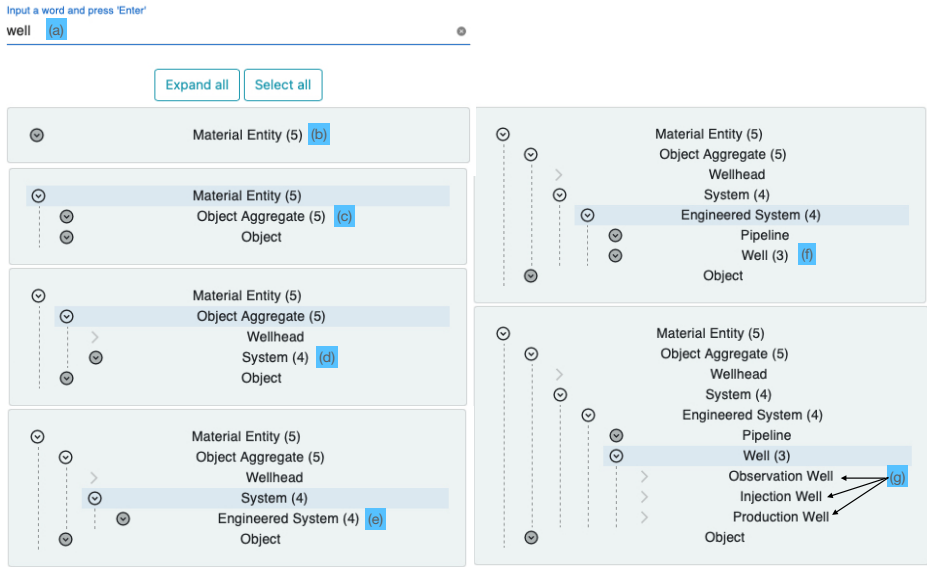 Input a word and press 'Enter'
well (a)
Expand all Select all
Material Entity (5) (b)
Material Entity (5)
Object Aggregate (5) (c)
Object
Material Entity (5)
Object Aggregate (5)
Wellhead
System (4) (d)
Object
Material Entity (5)
Object Aggregate (5)
Wellhead
System (4)
Engineered System (4) (e)
Object
Material Entity (5)
Object Aggregate (5)
Wellhead
System (4)
Engineered System (4)
Pipeline
Well (3) (f)
Object
Material Entity (5)
Object Aggregate (5)
Wellhead
System (4)
Engineered System (4)
Pipeline
Well (3)
Observation Well (g)
Injection Well
Production Well
Object